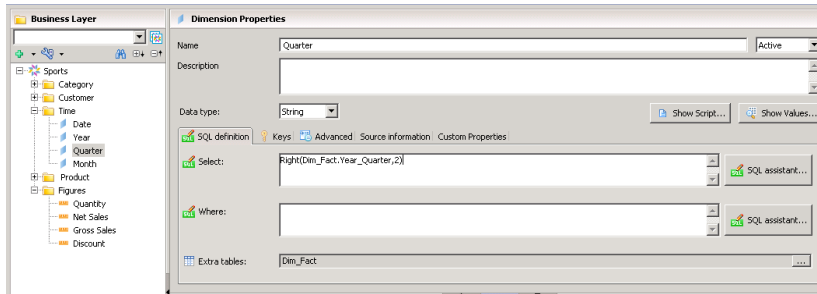 Business Layer
Sports
Category
Customer
Time
Date
Year
Quarter
Month
Product
Figures
Quantity
Net Sales
Gross Sales
Discount
Dimension Properties
Name
Quarter
Active
Description
Data type:
String
Show Script...
Show Values...
SQL definition
Keys
Advanced
Source information
Custom Properties
Select:
Right(Dim_Fact.Year_Quarter,2)
SQL assistant...
Where:
SQL assistant...
Extra tables:
Dim_Fact
...